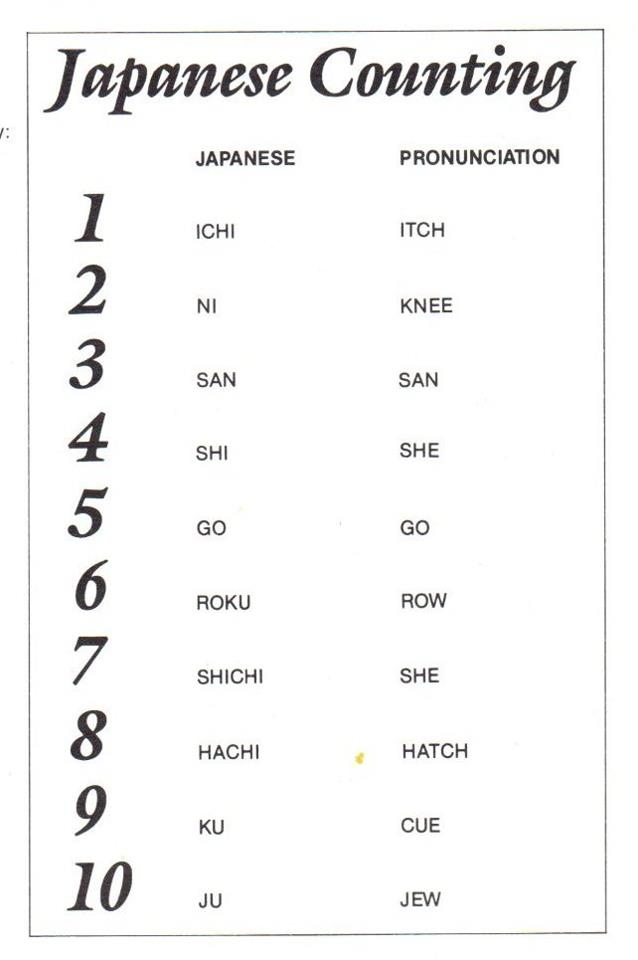 Japanese Counting
y:
JAPANESE PRONUNCIATION
1 ICHI ITCH
2 NI KNEE
3 SAN SAN
4 SHI SHE
5 GO GO
6 ROKU ROW
7 SHICHI SHE
8 HACHI HATCH
9 KU CUE
10 JU JEW